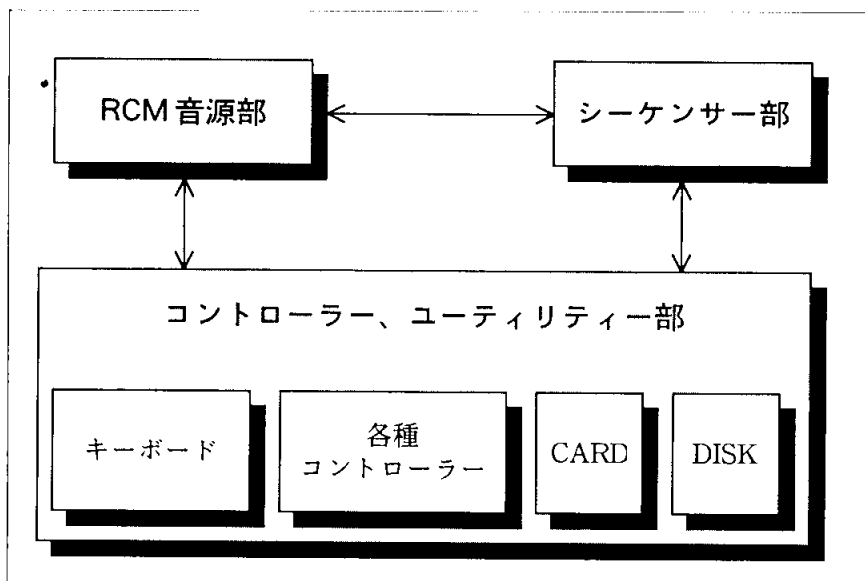 RCM 音源部
シーケンサー部
コントローラー、ユーティリティー部
キーボード
各種
コントローラー
CARD
DISK